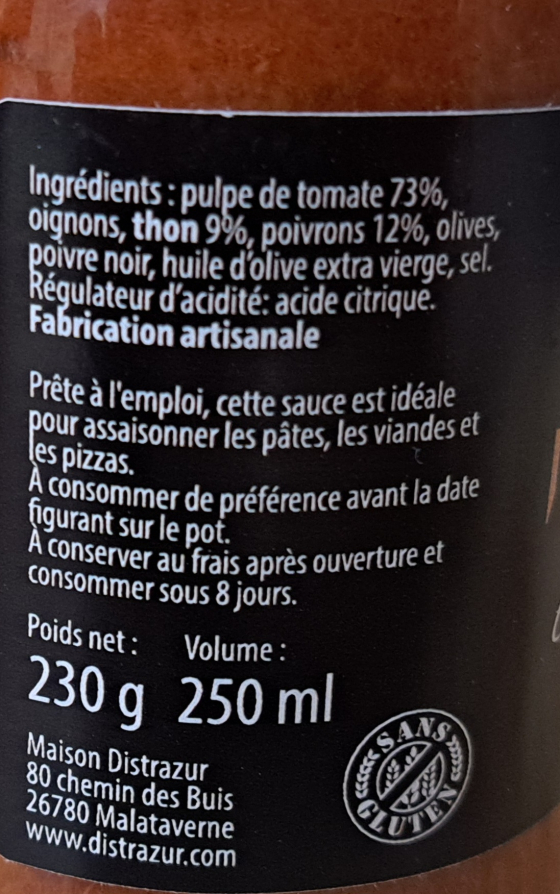 Ingrédients : pulpe de tomate 73%,
oignons, thon 9%, poivrons 12%, olives,
poivre noir, huile d'olive extra vierge, sel.
Régulateur d'acidité: acide citrique.
Fabrication artisanale
Prête à l'emploi, cette sauce est idéale
pour assaisonner les pâtes, les viandes et
les pizzas.
À consommer de préférence avant la date
figurant sur le pot.
À conserver au frais après ouverture et
consommer sous 8 jours.
Poids net : Volume :
230 g 250 ml
Maison Distrazur
80 chemin des Buis
26780 Malataverne
www.distrazur.com
SANS
GLUTEN